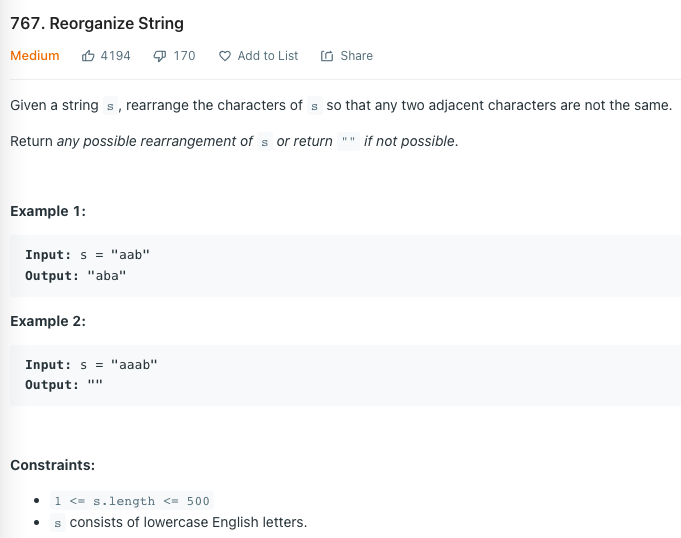 767. Reorganize String
Medium 4194 170 Add to List Share
Given a string s , rearrange the characters of s so that any two adjacent characters are not the same.
Return any possible rearrangement of s or return "" if not possible.
Example 1:
Input: s = "aab"
Output: "aba"
Example 2:
Input: s = "aaab"
Output: ""
Constraints:
• 1 <= s.length <= 500
• s consists of lowercase English letters.